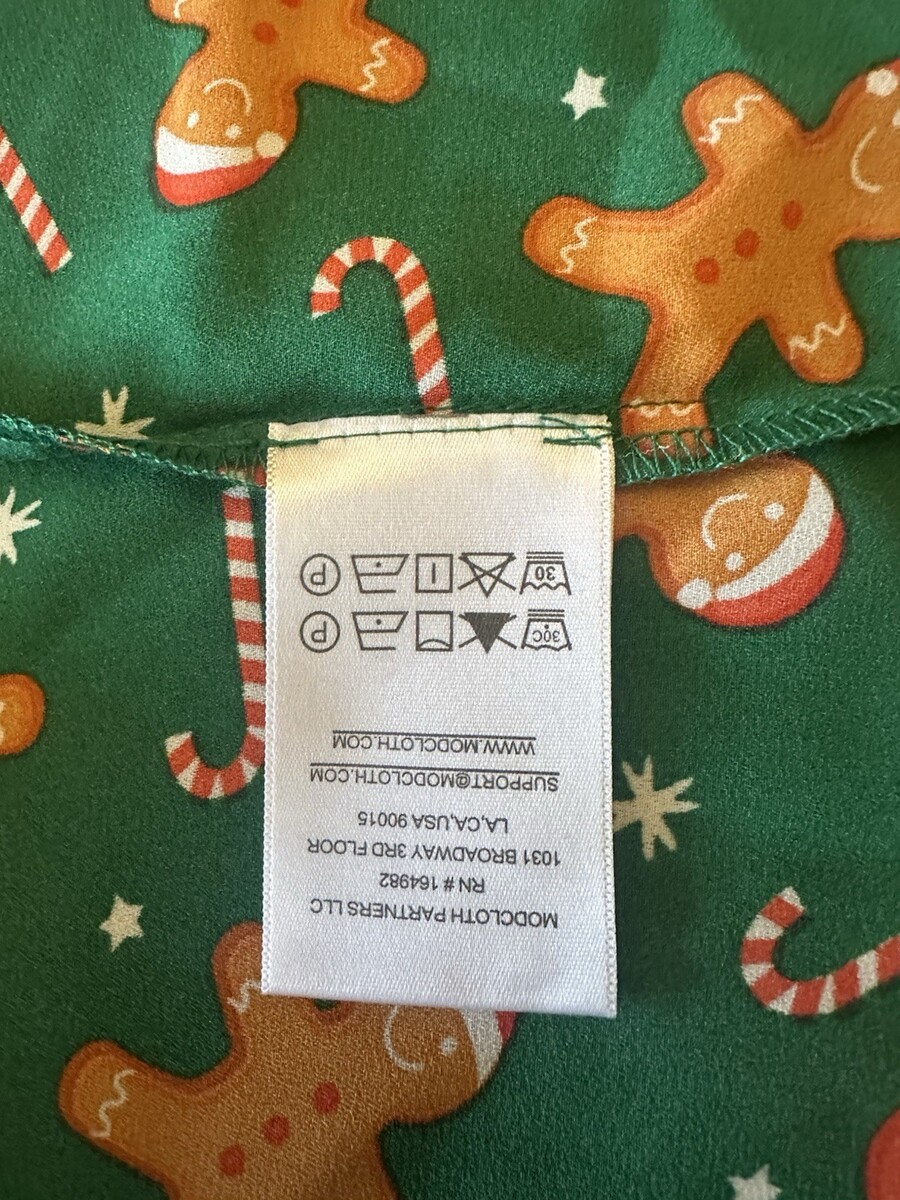 MODCLOTH PARTNERS LLC
RN # 164982
1031 BROADWAY 3RD FLOOR
LA,CA,USA 90015
SUPPORT@MODCLOTH.COM
WWW.MODCLOTH.COM
30C P
30 P